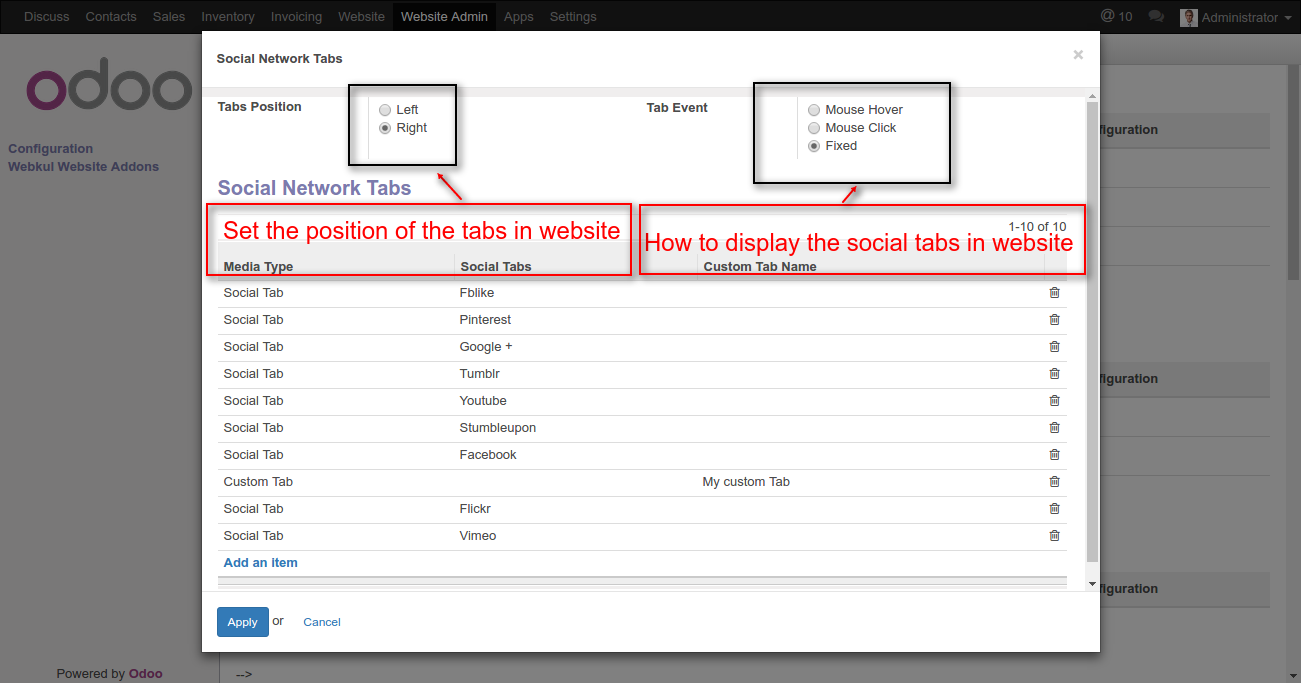 Discuss Contacts Sales Inventory Invoicing Website Website Admin Apps Settings @ 10 Administrator
Social Network Tabs ×
odoo
Tabs Position Left Tab Event Mouse Hover
Right Mouse Click
Fixed
figuration
Configuration
Webkul Website Addons
Social Network Tabs
Set the position of the tabs in website
1-10 of 10
How to display the social tabs in website
Media Type Social Tabs Custom Tab Name
Social Tab Fblike
Social Tab Pinterest
Social Tab Google +
Social Tab Tumblr
figuration
Social Tab Youtube
Social Tab Stumbleupon
Social Tab Facebook
Custom Tab My custom Tab
Social Tab Flickr
Social Tab Vimeo
Add an item
figuration
Apply or Cancel
Powered by Odoo
-->